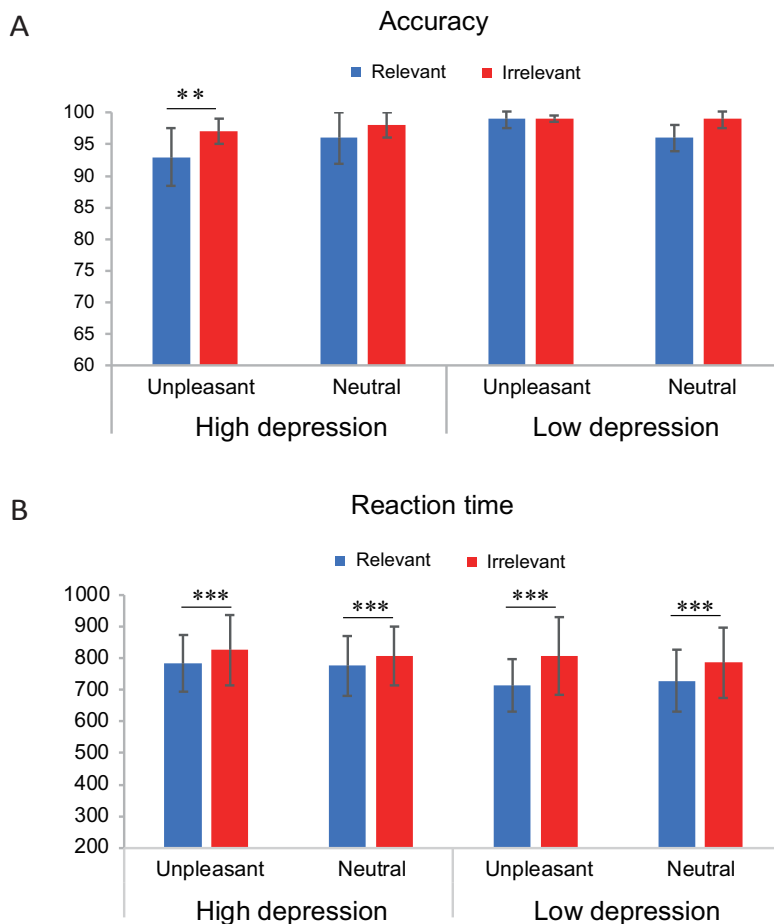 A
Accuracy
Relevant Irrelevant
**
100
95
90
85
80
75
70
65
60
Unpleasant Neutral Unpleasant Neutral
High depression Low depression
B
Reaction time
Relevant Irrelevant
*** *** *** ***
1000
900
800
700
600
500
400
300
200
Unpleasant Neutral Unpleasant Neutral
High depression Low depression